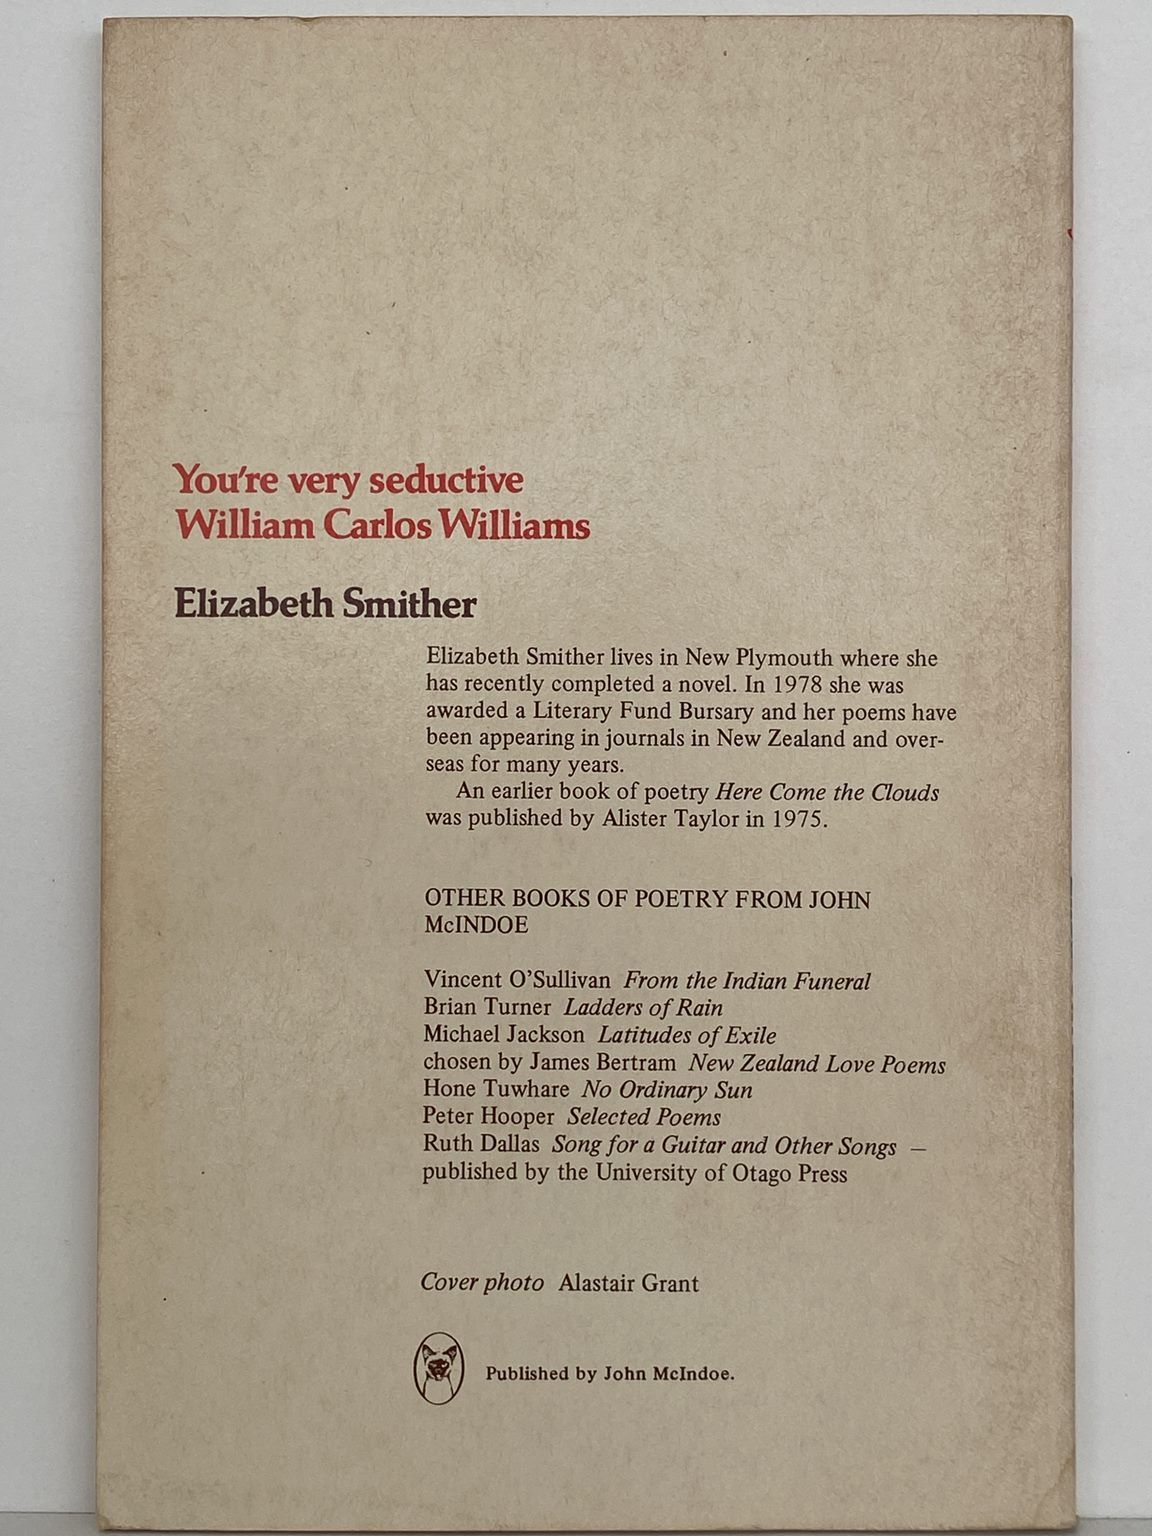 You're very seductive
William Carlos Williams
Elizabeth Smither
Elizabeth Smither lives in New Plymouth where she
has recently completed a novel. In 1978 she was
awarded a Literary Fund Bursary and her poems have
been appearing in journals in New Zealand and over-
seas for many years.
An earlier book of poetry Here Come the Clouds
was published by Alister Taylor in 1975.
OTHER BOOKS OF POETRY FROM JOHN
McINDOE
Vincent O'Sullivan From the Indian Funeral
Brian Turner Ladders of Rain
Michael Jackson Latitudes of Exile
chosen by James Bertram New Zealand Love Poems
Hone Tuwhare No Ordinary Sun
Peter Hooper Selected Poems
Ruth Dallas Song for a Guitar and Other Songs —
published by the University of Otago Press
Cover photo Alastair Grant
Published by John McIndoe.